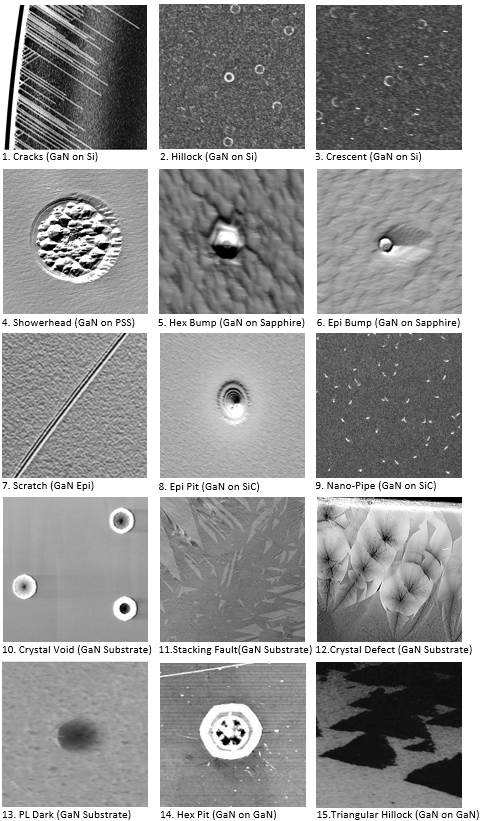 1. Cracks (GaN on Si)
2. Hillock (GaN on Si)
3. Crescent (GaN on Si)
4. Showerhead (GaN on PSS)
5. Hex Bump (GaN on Sapphire)
6. Epi Bump (GaN on Sapphire)
7. Scratch (GaN Epi)
8. Epi Pit (GaN on SiC)
9. Nano-Pipe (GaN on SiC)
10. Crystal Void (GaN Substrate)
11.Stacking Fault(GaN Substrate)
12.Crystal Defect (GaN Substrate)
13. PL Dark (GaN Substrate)
14. Hex Pit (GaN on GaN)
15.Triangular Hillock (GaN on GaN)